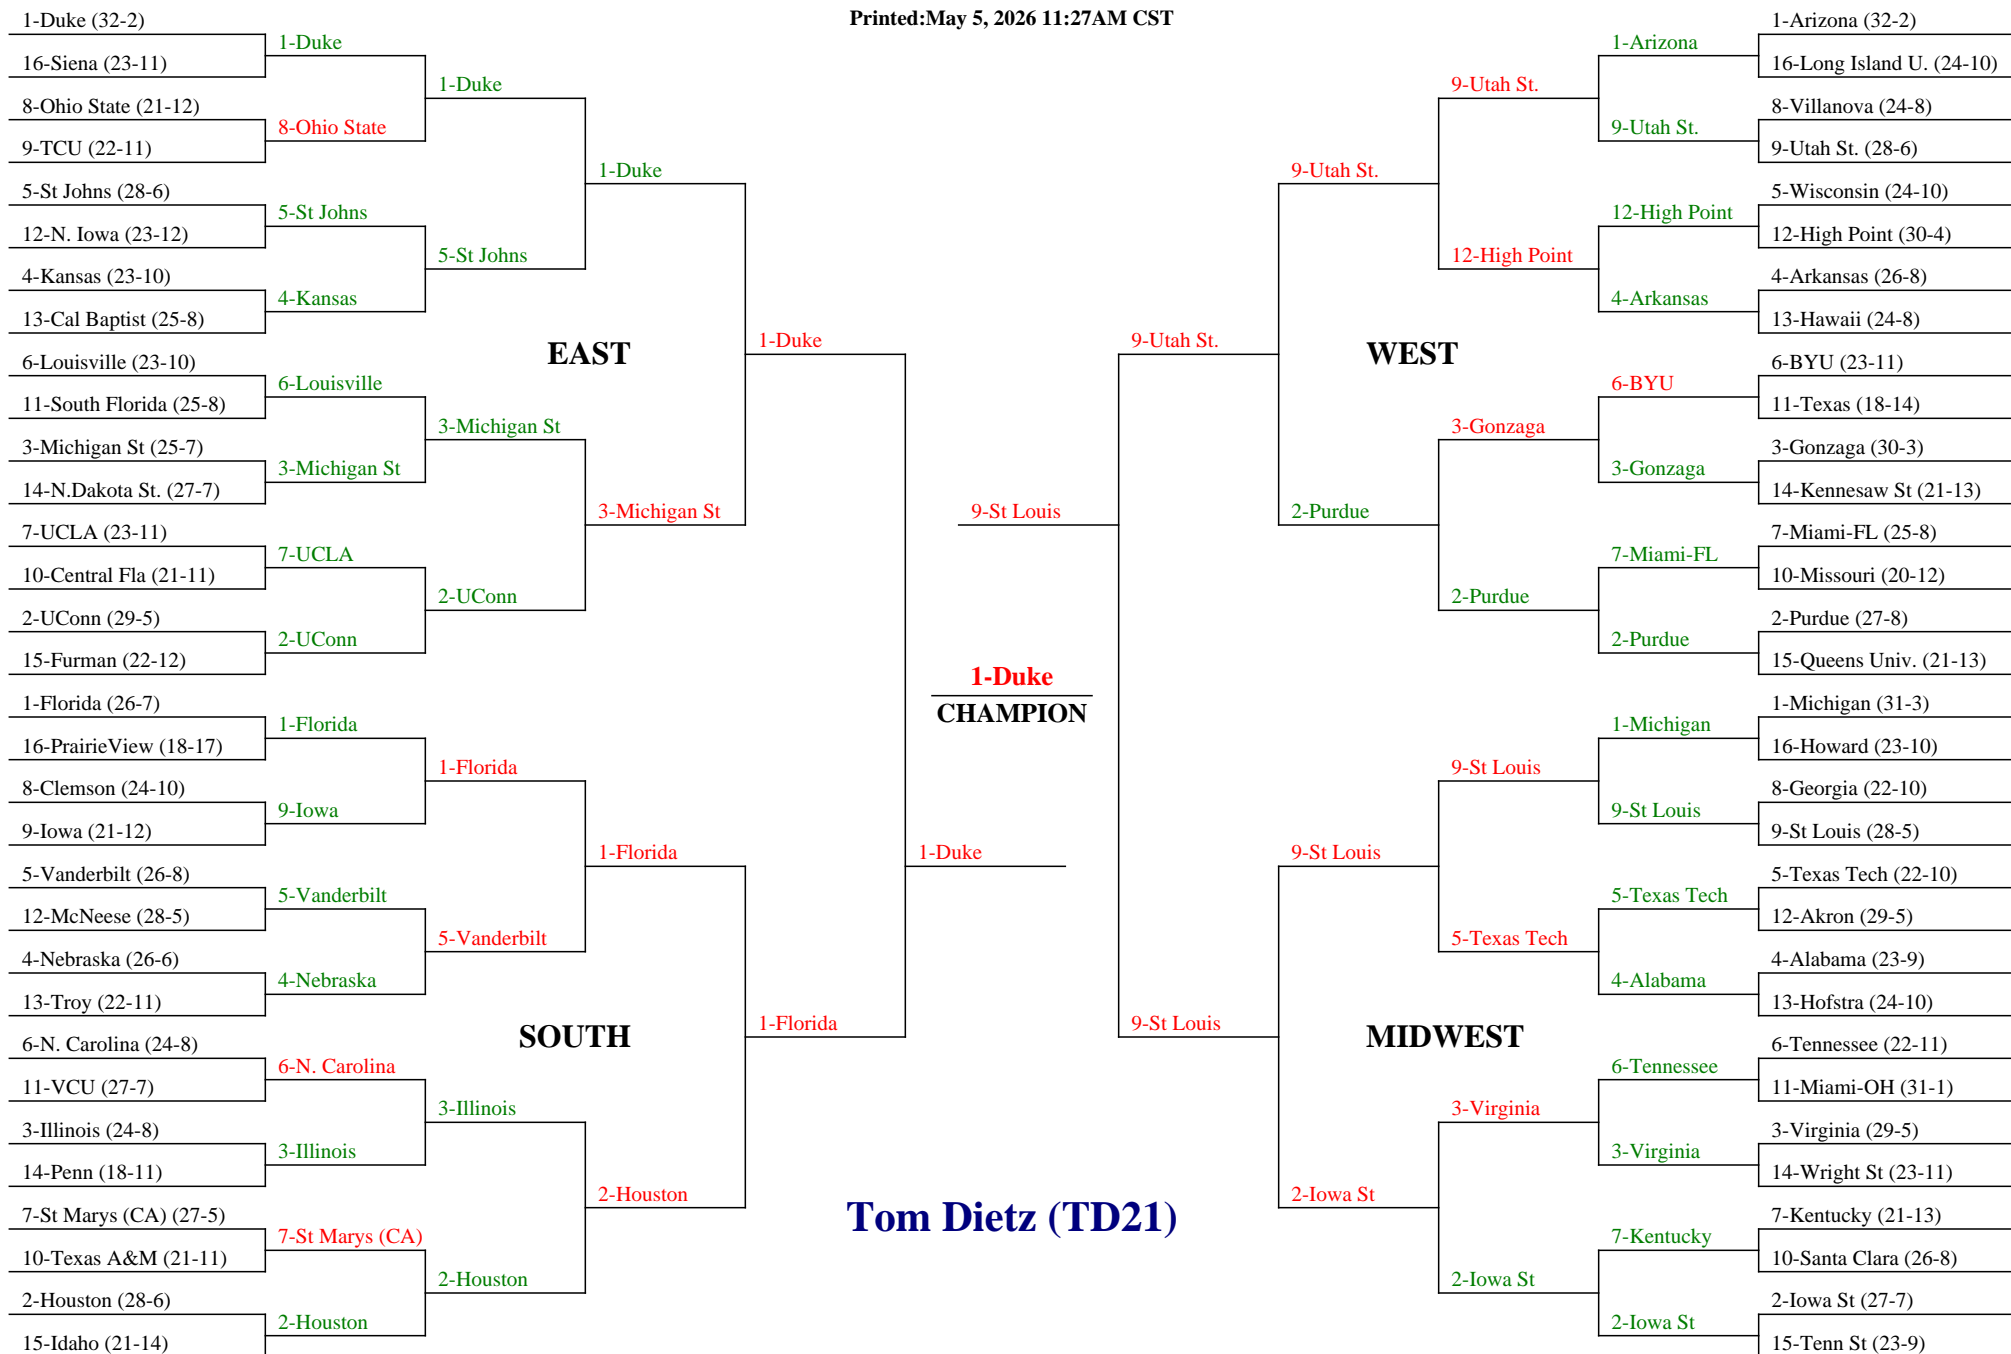 Printed:May 5, 2026 11:27AM CST
1-Duke (32-2)
16-Siena (23-11)
8-Ohio State (21-12)
9-TCU (22-11)
5-St Johns (28-6)
12-N. Iowa (23-12)
4-Kansas (23-10)
13-Cal Baptist (25-8)
6-Louisville (23-10)
11-South Florida (25-8)
3-Michigan St (25-7)
14-N.Dakota St. (27-7)
7-UCLA (23-11)
10-Central Fla (21-11)
2-UConn (29-5)
15-Furman (22-12)
1-Florida (26-7)
16-PrairieView (18-17)
8-Clemson (24-10)
9-Iowa (21-12)
5-Vanderbilt (26-8)
12-McNeese (28-5)
4-Nebraska (26-6)
13-Troy (22-11)
6-N. Carolina (24-8)
11-VCU (27-7)
3-Illinois (24-8)
14-Penn (18-11)
7-St Marys (CA) (27-5)
10-Texas A&M (21-11)
2-Houston (28-6)
15-Idaho (21-14)
1-Duke
8-Ohio State
5-St Johns
4-Kansas
6-Louisville
3-Michigan St
7-UCLA
2-UConn
1-Florida
9-Iowa
5-Vanderbilt
4-Nebraska
6-N. Carolina
3-Illinois
7-St Marys (CA)
2-Houston
1-Duke
5-St Johns
3-Michigan St
2-UConn
1-Florida
5-Vanderbilt
3-Illinois
2-Houston
1-Duke
EAST
3-Michigan St
1-Florida
SOUTH
2-Houston
1-Duke
1-Florida
1-Duke
1-Duke
CHAMPION
9-St Louis
Tom Dietz (TD21)
9-Utah St.
9-St Louis
9-Utah St.
WEST
2-Purdue
9-St Louis
MIDWEST
2-Iowa St
9-Utah St.
12-High Point
3-Gonzaga
2-Purdue
9-St Louis
5-Texas Tech
3-Virginia
2-Iowa St
1-Arizona
9-Utah St.
12-High Point
4-Arkansas
6-BYU
3-Gonzaga
7-Miami-FL
2-Purdue
1-Michigan
9-St Louis
5-Texas Tech
4-Alabama
6-Tennessee
3-Virginia
7-Kentucky
2-Iowa St
1-Arizona (32-2)
16-Long Island U. (24-10)
8-Villanova (24-8)
9-Utah St. (28-6)
5-Wisconsin (24-10)
12-High Point (30-4)
4-Arkansas (26-8)
13-Hawaii (24-8)
6-BYU (23-11)
11-Texas (18-14)
3-Gonzaga (30-3)
14-Kennesaw St (21-13)
7-Miami-FL (25-8)
10-Missouri (20-12)
2-Purdue (27-8)
15-Queens Univ. (21-13)
1-Michigan (31-3)
16-Howard (23-10)
8-Georgia (22-10)
9-St Louis (28-5)
5-Texas Tech (22-10)
12-Akron (29-5)
4-Alabama (23-9)
13-Hofstra (24-10)
6-Tennessee (22-11)
11-Miami-OH (31-1)
3-Virginia (29-5)
14-Wright St (23-11)
7-Kentucky (21-13)
10-Santa Clara (26-8)
2-Iowa St (27-7)
15-Tenn St (23-9)